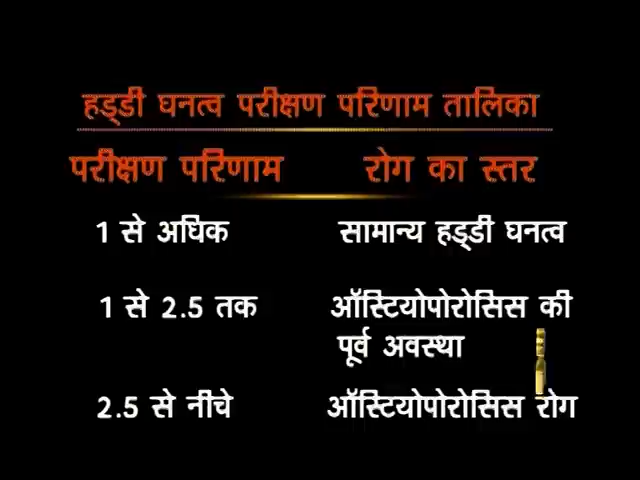 हड्डी घनत्व परीक्षण परिणाम तालिका
परीक्षण परिणाम रोग का स्तर
1 से अधिक सामान्य हड्डी घनत्व
1 से 2.5 तक ऑस्टियोपोरोसिस की
पूर्व अवस्था
2.5 से नीचे ऑस्टियोपोरोसिस रोग